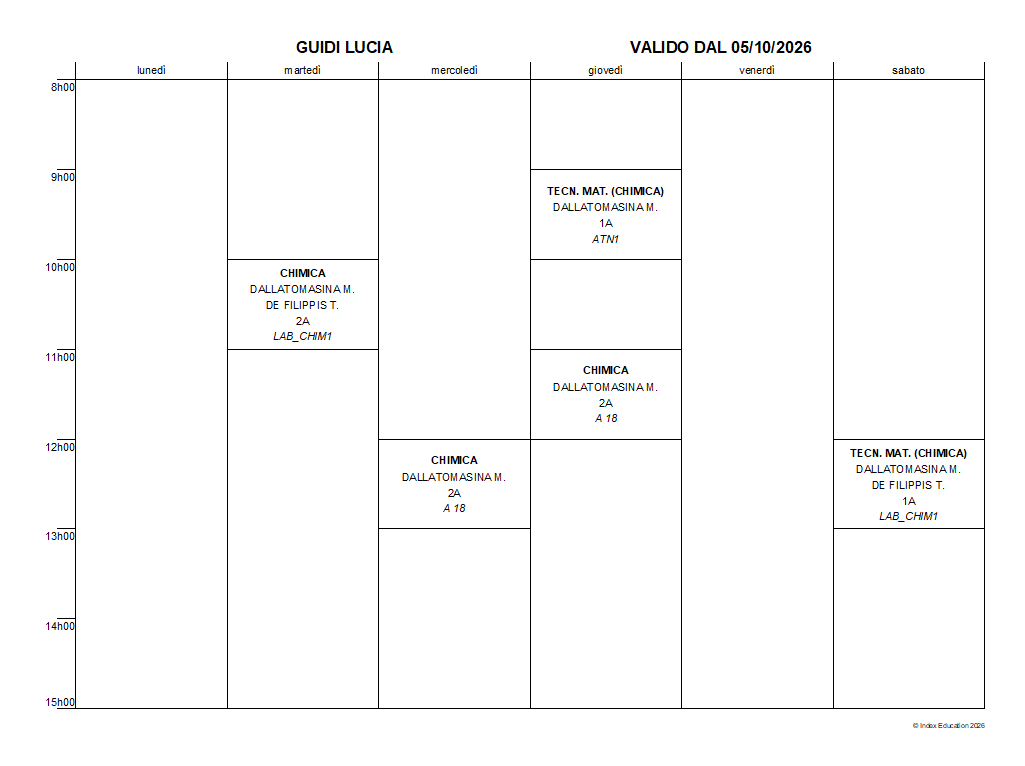 GUIDI LUCIA
VALIDO DAL 05/10/2026
lunedì
martedì
mercoledì
giovedì
venerdì
sabato
8h00
9h00
TECN. MAT. (CHIMICA)
DALLATOMASINA M.
1A
ATN1
10h00
CHIMICA
DALLATOMASINA M.
DE FILIPPIS T.
2A
LAB_CHIM1
11h00
CHIMICA
DALLATOMASINA M.
2A
A 18
12h00
CHIMICA
DALLATOMASINA M.
2A
A 18
TECN. MAT. (CHIMICA)
DALLATOMASINA M.
DE FILIPPIS T.
1A
LAB_CHIM1
13h00
14h00
15h00
© Index Education 2026